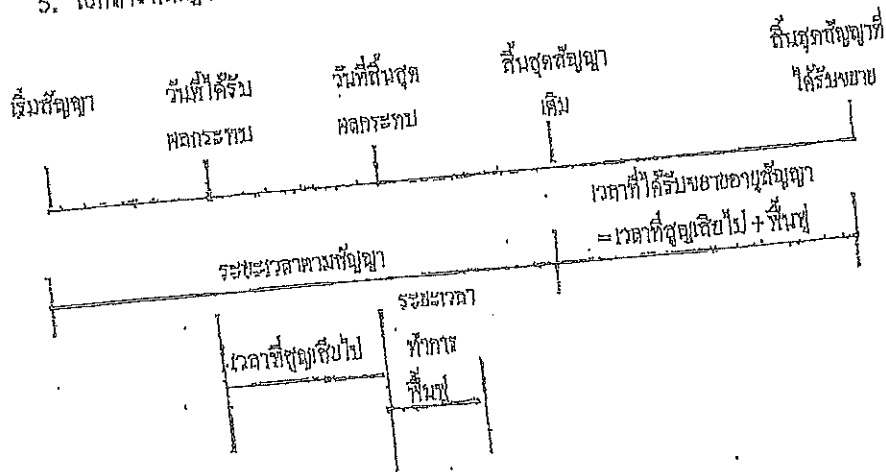 5.
เริ่มสัญญา
วันที่ได้รับ
ผลกระทบ
วันที่สิ้นสุด
ผลกระทบ
สิ้นสุดสัญญา
เดิม
สิ้นสุดสัญญาที่
ได้รับขยาย
เวลาที่ได้รับขยายอายุสัญญา
=เวลาที่สูญเสียไป+ฟื้นฟู
ระยะเวลาตามสัญญา
เวลาที่สูญเสียไป
ระยะเวลา
ทำการ
ฟื้นฟู